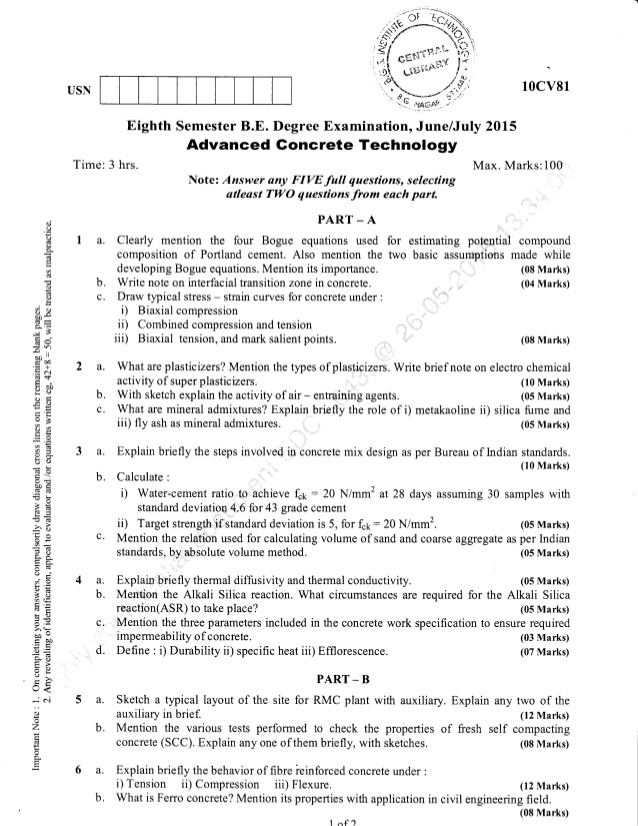 B.G.S. INSTITUTE OF TECHNOLOGY
CENTRAL
LIBRARY
B.G. NAGAR 571448
USN
10CV81
Eighth Semester B.E. Degree Examination, June/July 2015
Advanced Concrete Technology
Time: 3 hrs.
Max. Marks:100
Note: Answer any FIVE full questions, selecting
atleast TWO questions from each part.
PART – A
1 a. Clearly mention the four Bogue equations used for estimating potential compound
composition of Portland cement. Also mention the two basic assumptions made while
developing Bogue equations. Mention its importance. (08 Marks)
b. Write note on interfacial transition zone in concrete. (04 Marks)
c. Draw typical stress – strain curves for concrete under :
i) Biaxial compression
ii) Combined compression and tension
iii) Biaxial tension, and mark salient points. (08 Marks)
2 a. What are plasticizers? Mention the types of plasticizers. Write brief note on electro chemical
activity of super plasticizers. (10 Marks)
b. With sketch explain the activity of air – entraining agents. (05 Marks)
c. What are mineral admixtures? Explain briefly the role of i) metakaoline ii) silica fume and
iii) fly ash as mineral admixtures. (05 Marks)
3 a. Explain briefly the steps involved in concrete mix design as per Bureau of Indian standards.
(10 Marks)
b. Calculate :
i) Water-cement ratio to achieve fck = 20 N/mm² at 28 days assuming 30 samples with
standard deviation 4.6 for 43 grade cement
ii) Target strength if standard deviation is 5, for fck = 20 N/mm². (05 Marks)
c. Mention the relation used for calculating volume of sand and coarse aggregate as per Indian
standards, by absolute volume method. (05 Marks)
4 a. Explain briefly thermal diffusivity and thermal conductivity. (05 Marks)
b. Mention the Alkali Silica reaction. What circumstances are required for the Alkali Silica
reaction(ASR) to take place? (05 Marks)
c. Mention the three parameters included in the concrete work specification to ensure required
impermeability of concrete. (03 Marks)
d. Define : i) Durability ii) specific heat iii) Efflorescence. (07 Marks)
PART – B
5 a. Sketch a typical layout of the site for RMC plant with auxiliary. Explain any two of the
auxiliary in brief. (12 Marks)
b. Mention the various tests performed to check the properties of fresh self compacting
concrete (SCC). Explain any one of them briefly, with sketches. (08 Marks)
6 a. Explain briefly the behavior of fibre reinforced concrete under :
i) Tension ii) Compression iii) Flexure. (12 Marks)
b. What is Ferro concrete? Mention its properties with application in civil engineering field.
(08 Marks)
1 of 2
Important Note : 1. On completing your answers, compulsorily draw diagonal cross lines on the remaining blank pages.
2. Any revealing of identification, appeal to evaluator and /or equations written eg, 42+8 = 50, will be treated as malpractice.